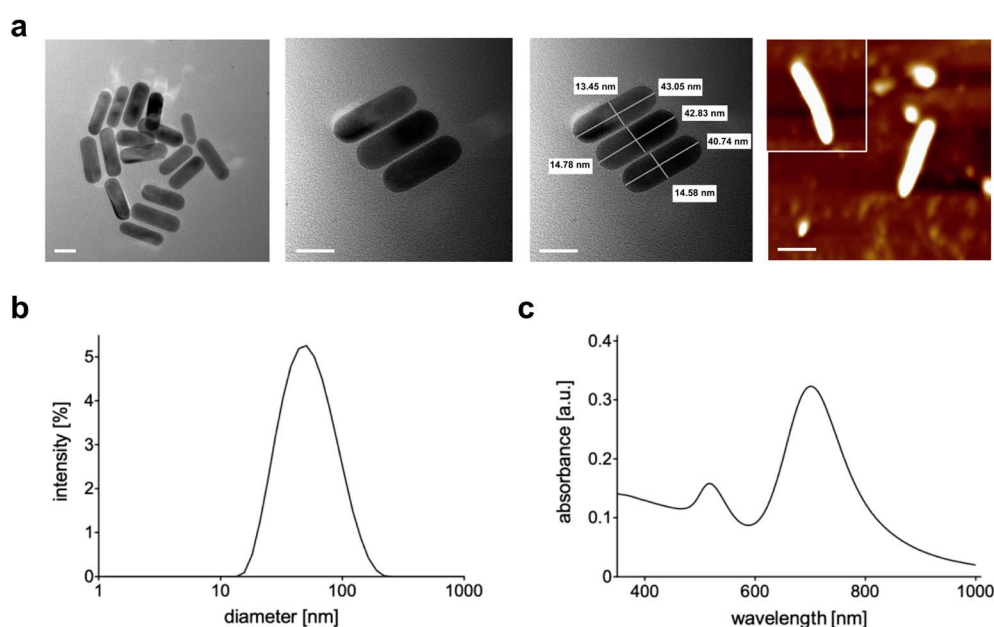 a
13.45 nm
43.05 nm
42.83 nm
40.74 nm
14.78 nm
14.58 nm
b
5
4
3
2
1
0
intensity [%]
1
10
100
1000
diameter [nm]
c
0.4
0.3
0.2
0.1
0
absorbance [a.u.]
400
600
800
1000
wavelength [nm]